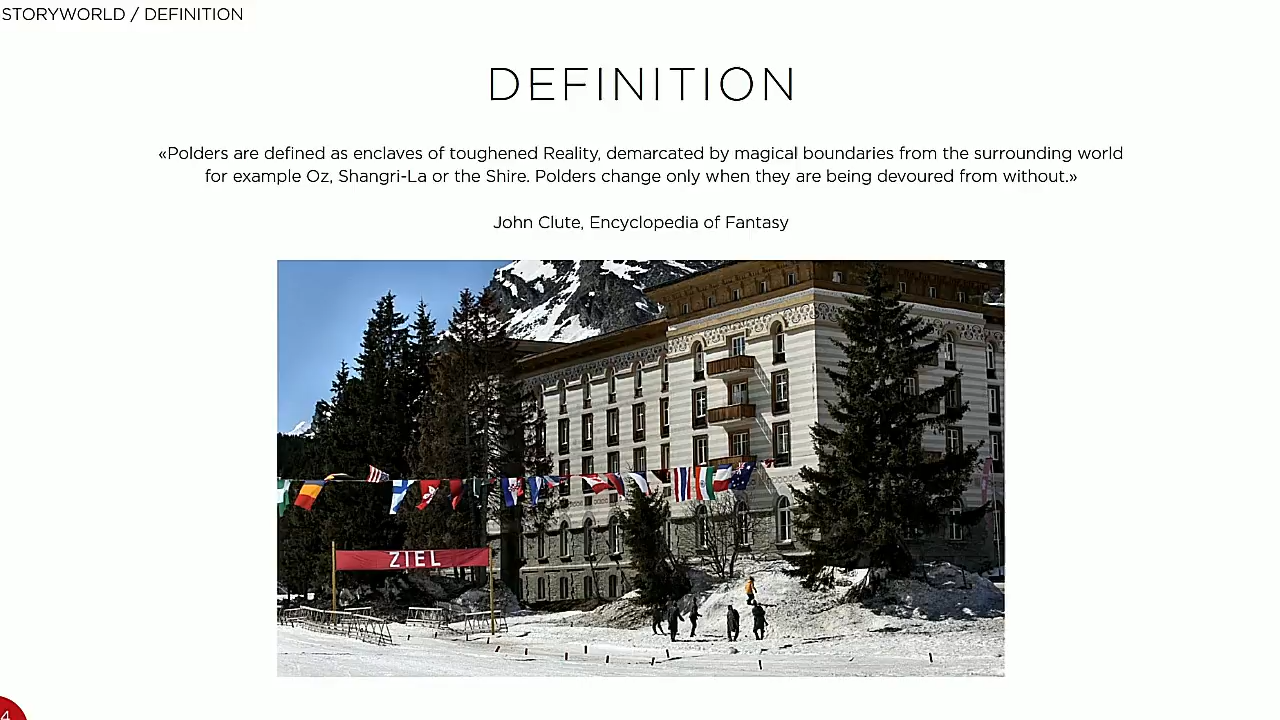 STORYWORLD / DEFINITION
DEFINITION
«Polders are defined as enclaves of toughened Reality, demarcated by magical boundaries from the surrounding world
for example Oz, Shangri-La or the Shire. Polders change only when they are being devoured from without.»
John Clute, Encyclopedia of Fantasy
ZIEL
4